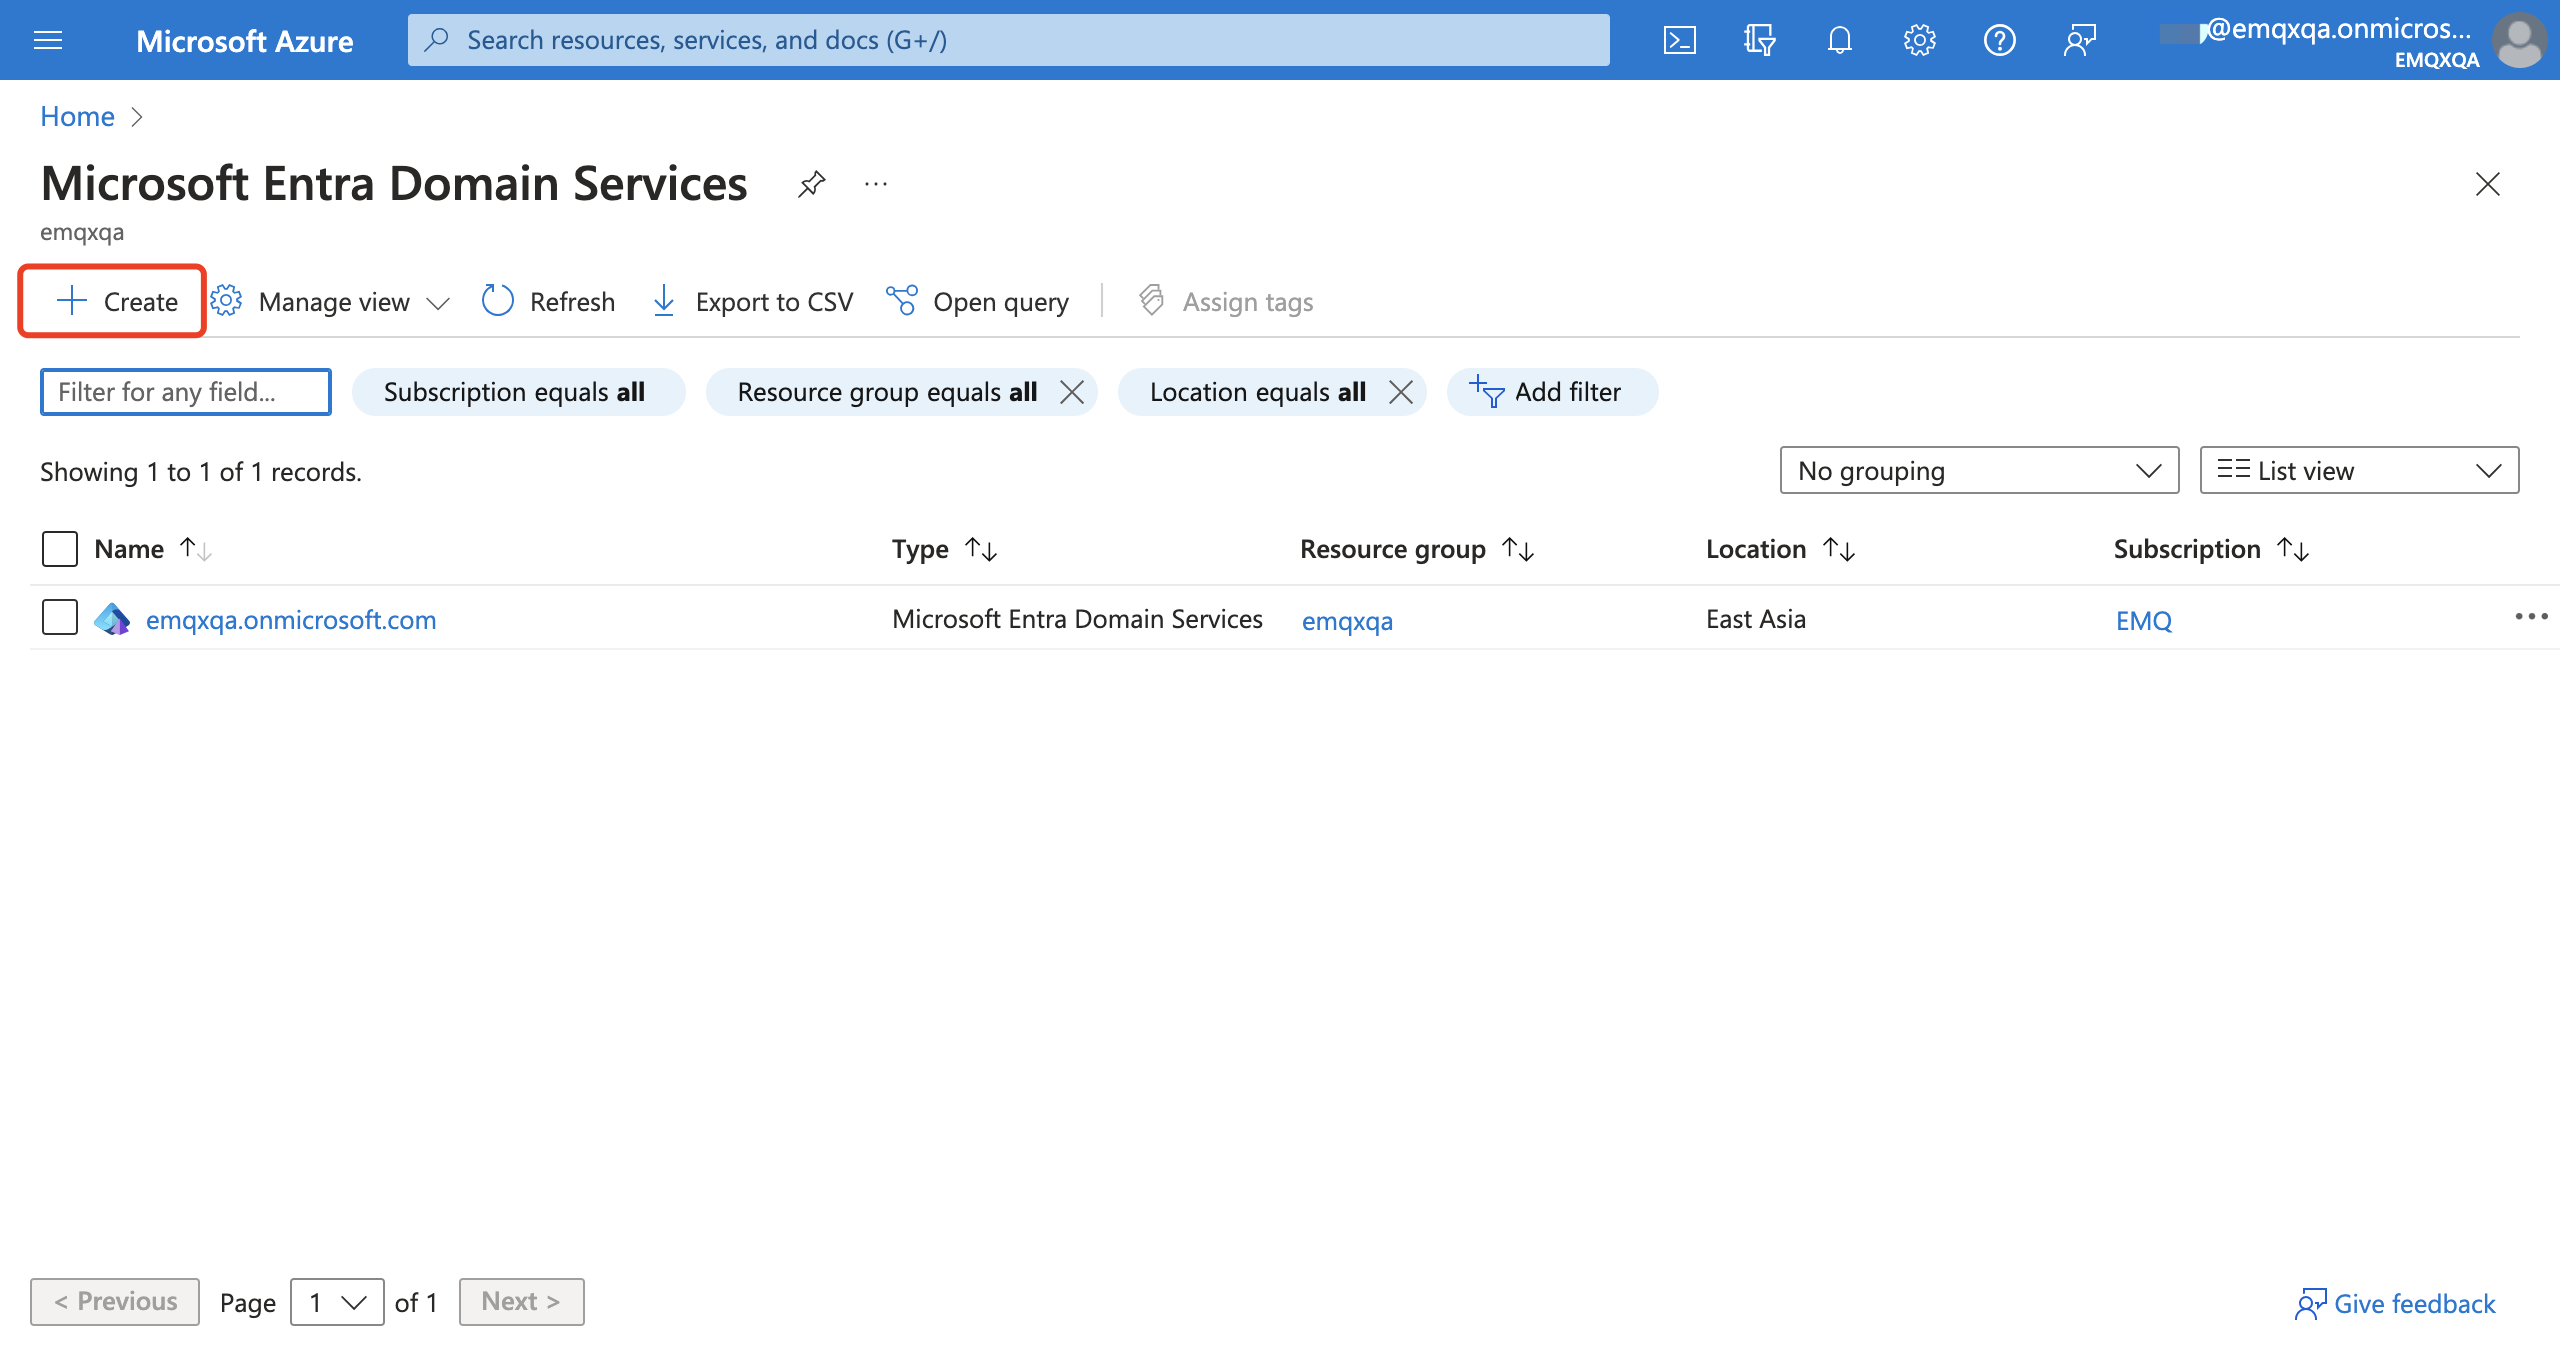 Microsoft Azure
Search resources, services, and docs (G+/)
@emqxqa.onmicros...
EMQXQA
Home
Microsoft Entra Domain Services
emqxqa
Create
Manage view
Refresh
Export to CSV
Open query
Assign tags
Filter for any field...
Subscription equals all
Resource group equals all
Location equals all
Add filter
Showing 1 to 1 of 1 records.
No grouping
List view
Name
Type
Resource group
Location
Subscription
emqxqa.onmicrosoft.com
Microsoft Entra Domain Services
emqxqa
East Asia
EMQ
< Previous
Page
1
of 1
Next >
Give feedback